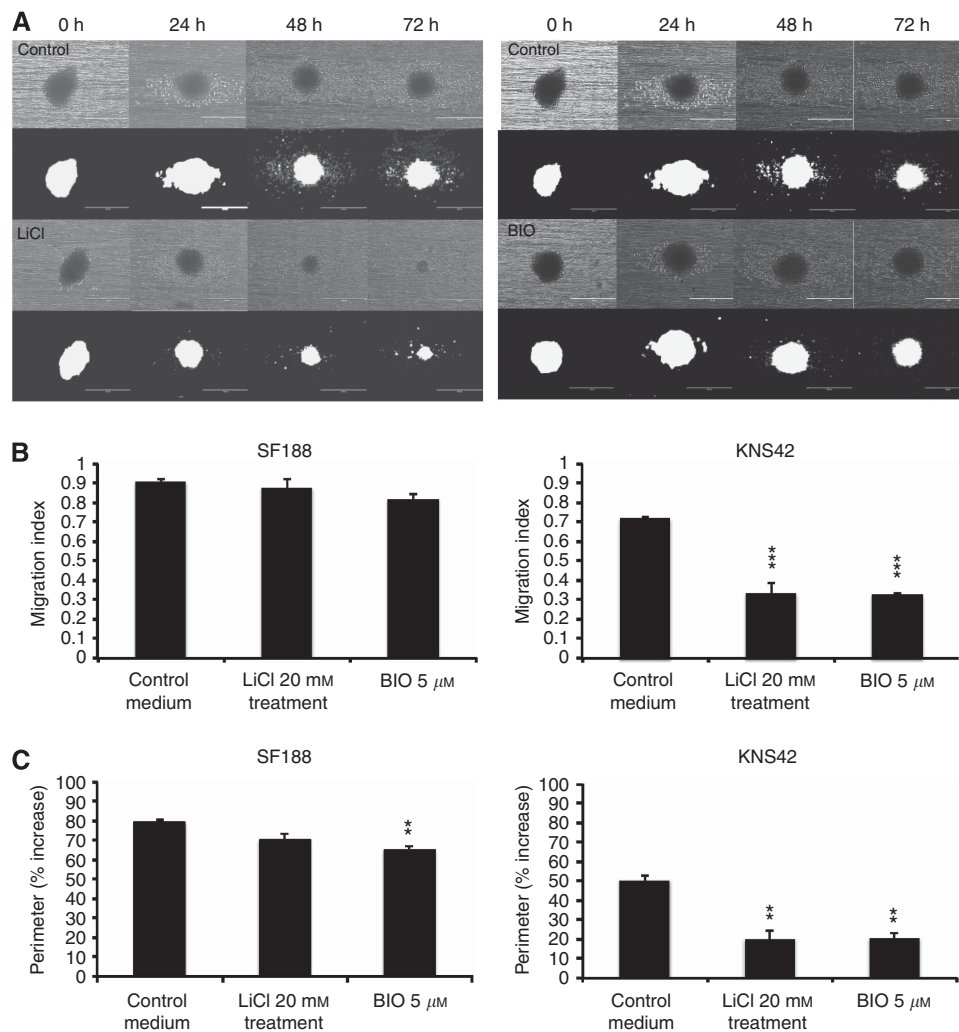 A
0 h 24 h 48 h 72 h
0 h 24 h 48 h 72 h
Control
Control
LiCl
BIO
B
SF188
Migration index
1
0.9
0.8
0.7
0.6
0.5
0.4
0.3
0.2
0.1
0
Control medium
LiCl 20 mM treatment
BIO 5 μM
KNS42
Migration index
1
0.9
0.8
0.7
0.6
0.5
0.4
0.3
0.2
0.1
0
***
***
Control medium
LiCl 20 mM treatment
BIO 5 μM
C
SF188
Perimeter (% increase)
100
90
80
70
60
50
40
30
20
10
0
**
Control medium
LiCl 20 mM treatment
BIO 5 μM
KNS42
Perimeter (% increase)
100
90
80
70
60
50
40
30
20
10
0
**
**
Control medium
LiCl 20 mM treatment
BIO 5 μM